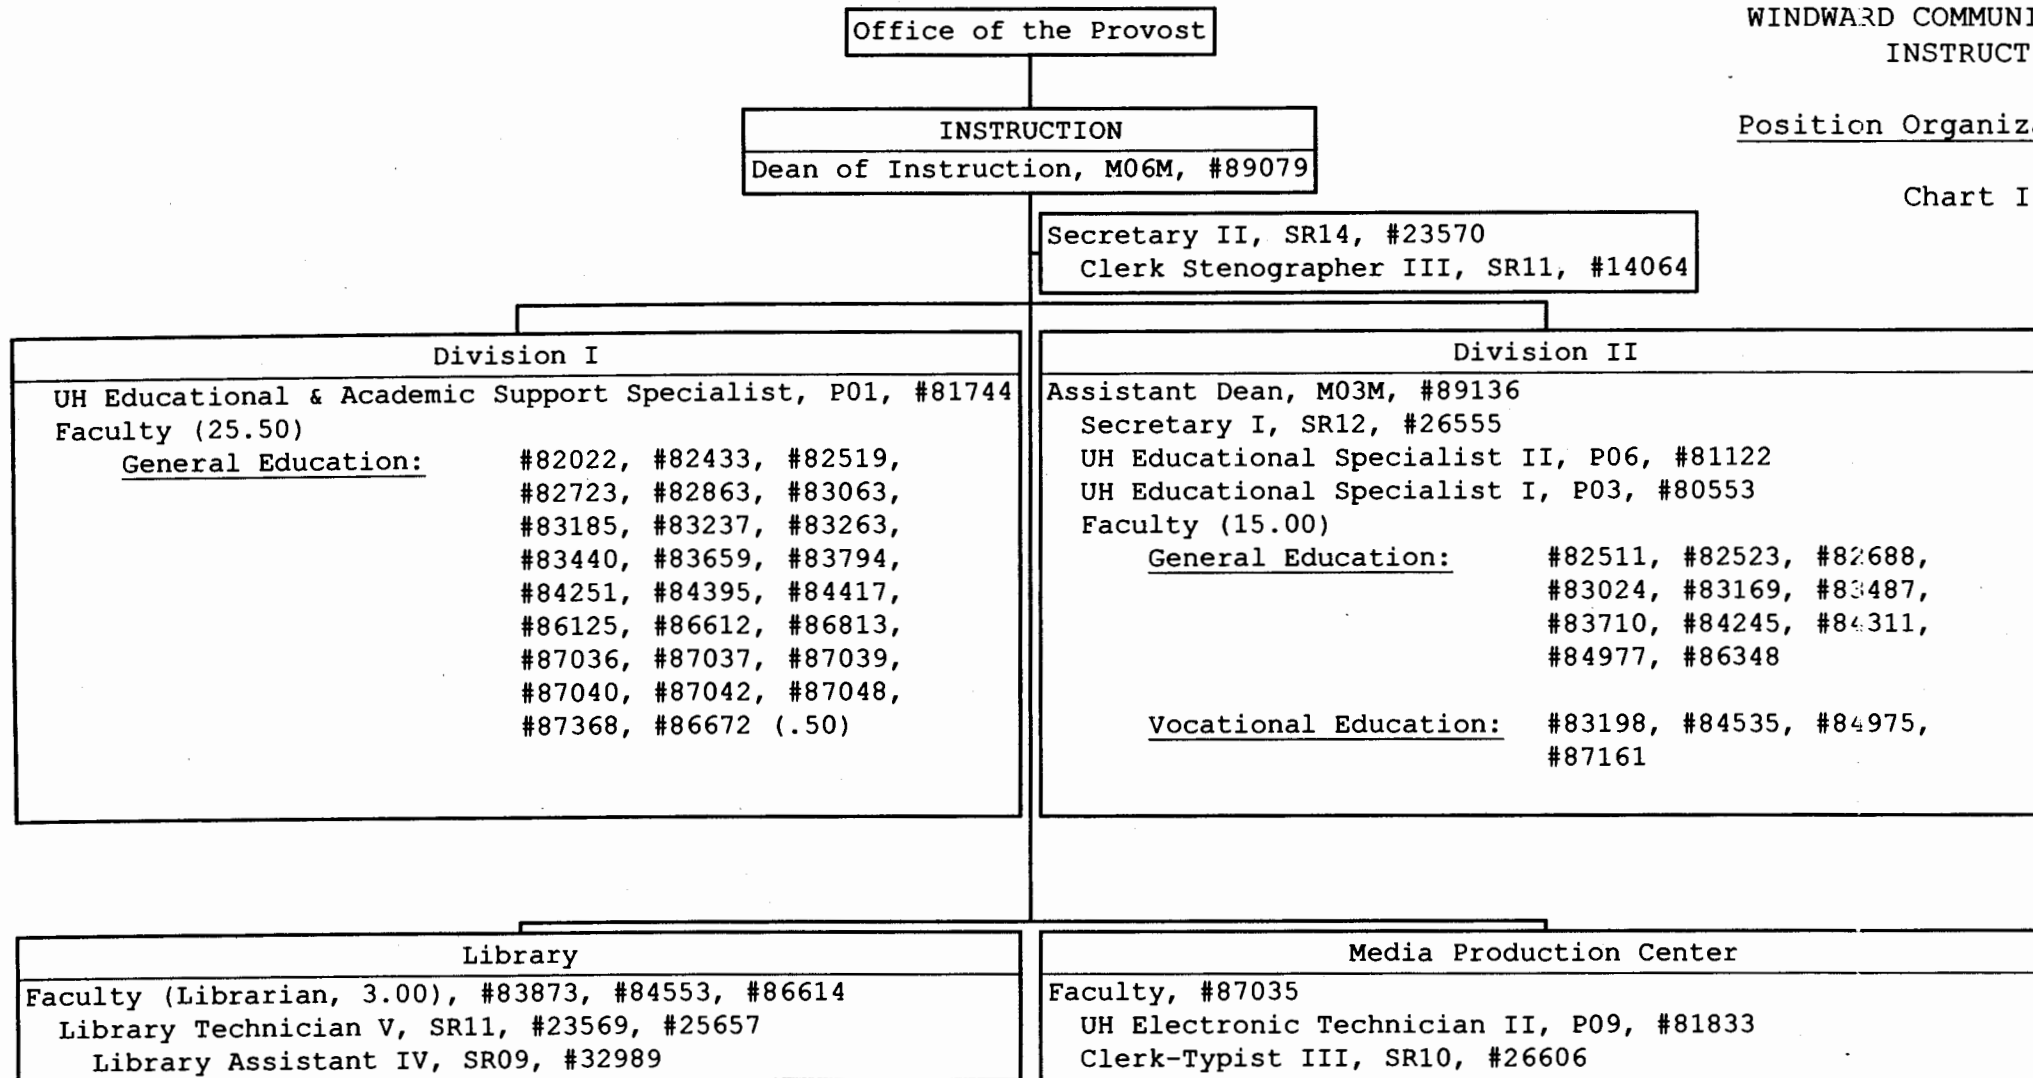 Office of the Provost
WINDWARD COMMUNI
INSTRUCT
Position Organiz
Chart I
INSTRUCTION
Dean of Instruction, M06M, #89079
Secretary II, SR14, #23570
Clerk Stenographer III, SR11, #14064
Division I
UH Educational & Academic Support Specialist, P01, #81744
Faculty (25.50)
General Education: #82022, #82433, #82519,
#82723, #82863, #83063,
#83185, #83237, #83263,
#83440, #83659, #83794,
#84251, #84395, #84417,
#86125, #86612, #86813,
#87036, #87037, #87039,
#87040, #87042, #87048,
#87368, #86672 (.50)
Division II
Assistant Dean, M03M, #89136
Secretary I, SR12, #26555
UH Educational Specialist II, P06, #81122
UH Educational Specialist I, P03, #80553
Faculty (15.00)
General Education: #82511, #82523, #82688,
#83024, #83169, #83487,
#83710, #84245, #84311,
#84977, #86348
Vocational Education: #83198, #84535, #84975,
#87161
Library
Faculty (Librarian, 3.00), #83873, #84553, #86614
Library Technician V, SR11, #23569, #25657
Library Assistant IV, SR09, #32989
Media Production Center
Faculty, #87035
UH Electronic Technician II, P09, #81833
Clerk-Typist III, SR10, #26606